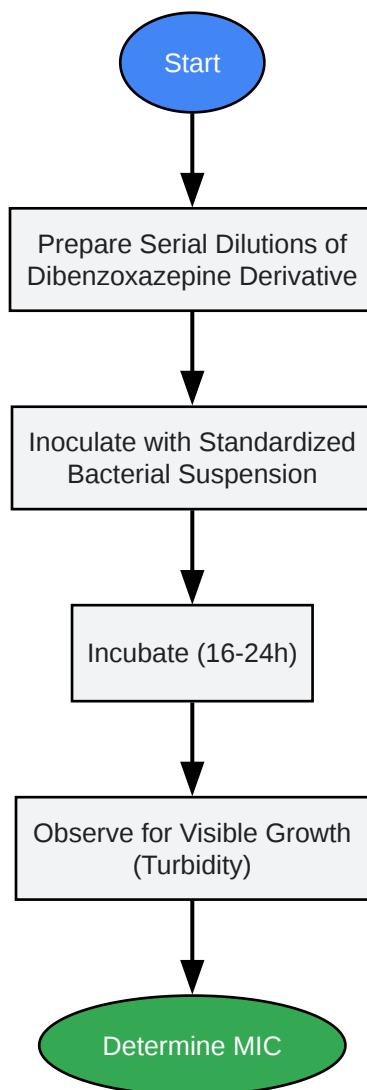 Start
Prepare Serial Dilutions of
Dibenzoxazepine Derivative
Inoculate with Standardized
Bacterial Suspension
Incubate (16-24h)
Observe for Visible Growth
(Turbidity)
Determine MIC